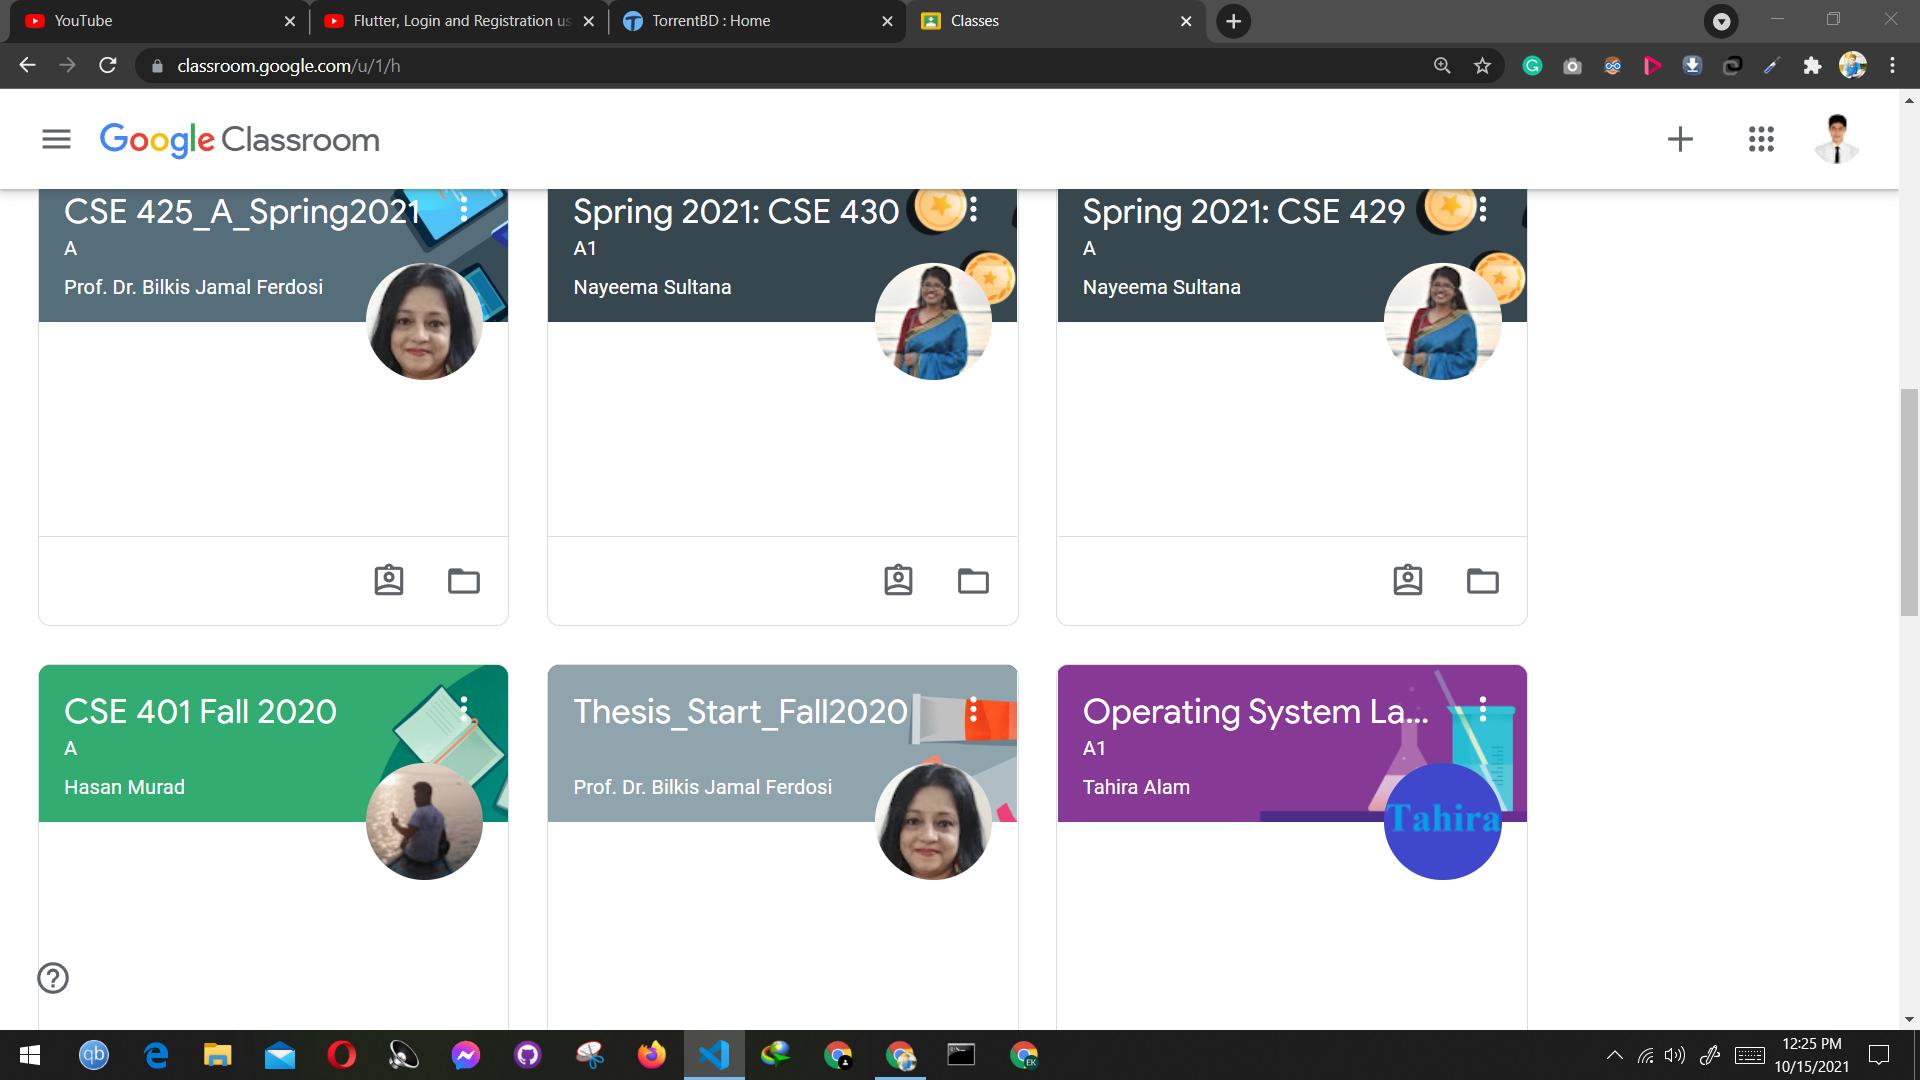 YouTube
Flutter, Login and Registration us
TorrentBD : Home
Classes
classroom.google.com/u/1/h
Google Classroom
CSE 425_A_Spring2021
A
Prof. Dr. Bilkis Jamal Ferdosi
Spring 2021: CSE 430
A1
Nayeema Sultana
Spring 2021: CSE 429
A
Nayeema Sultana
CSE 401 Fall 2020
A
Hasan Murad
Thesis_Start_Fall2020
Prof. Dr. Bilkis Jamal Ferdosi
Operating System La...
A1
Tahira Alam
Tahira
qb
EK
12:25 PM
10/15/2021